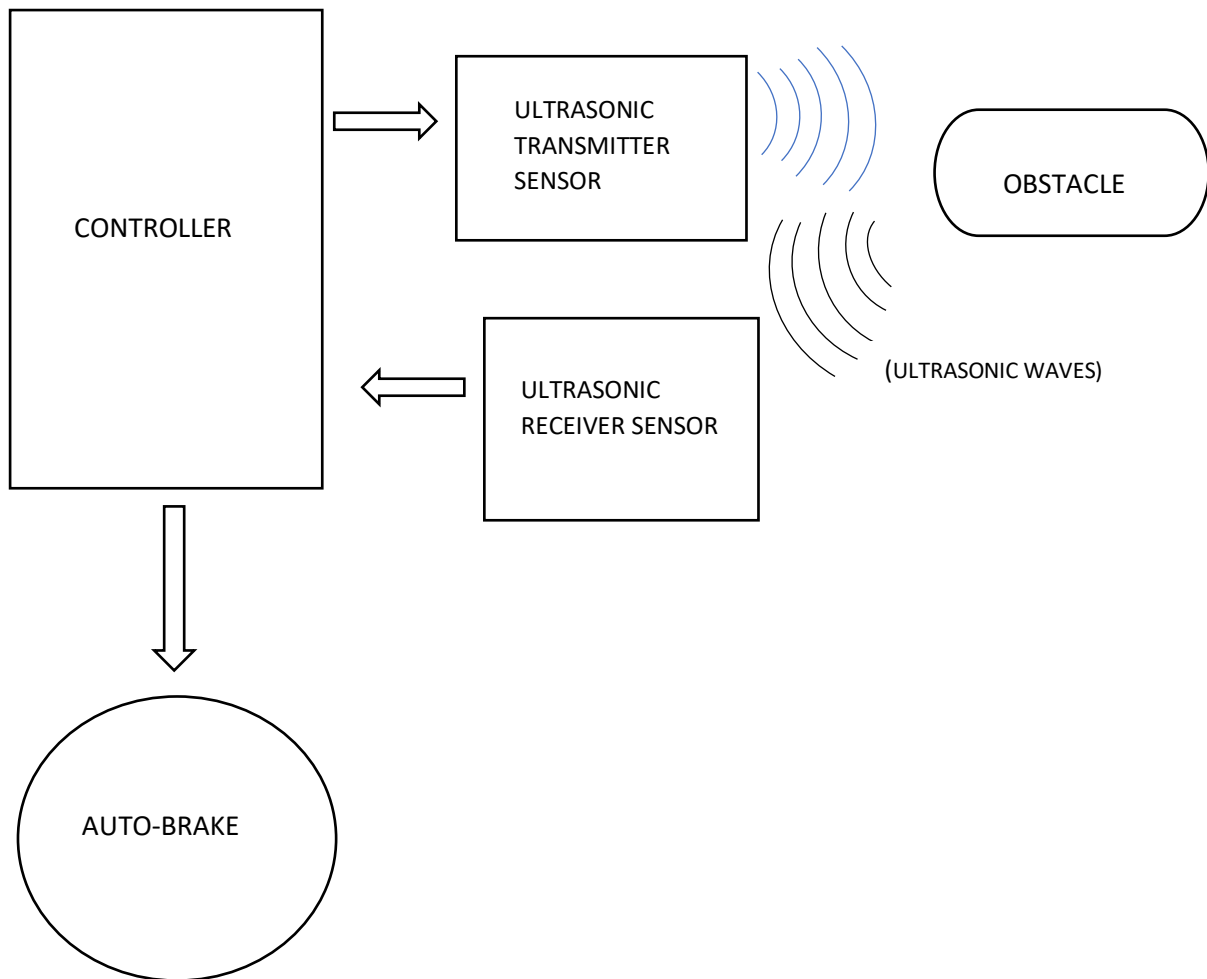 CONTROLLER
ULTRASONIC
TRANSMITTER
SENSOR
OBSTACLE
ULTRASONIC
RECEIVER SENSOR
(ULTRASONIC WAVES)
AUTO-BRAKE